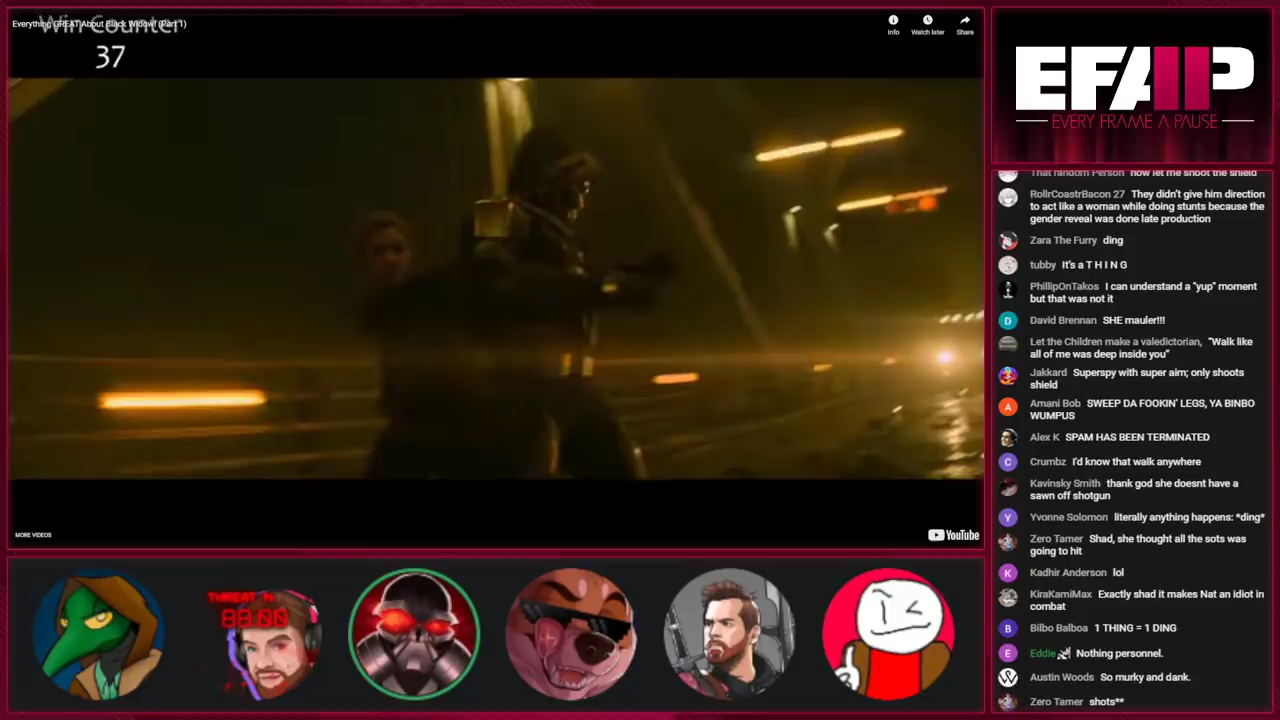 Everything GREAT About Black Widow! (Part 1)
Win Counter
37
Info
Watch later
Share
MORE VIDEOS
YouTube
THREAT IN
88:00
EFAP
EVERY FRAME A PAUSE
That random Person now let me shoot the shield
RollrCoastrBacon 27 They didn't give him direction
to act like a woman while doing stunts because the
gender reveal was done late production
Zara The Furry ding
tubby It's a T H I N G
PhillipOnTakos I can understand a "yup" moment
but that was not it
David Brennan SHE mauler!!!
Let the Children make a valedictorian, "Walk like
all of me was deep inside you"
Jakkard Superspy with super aim; only shoots
shield
Amani Bob SWEEP DA FOOKIN' LEGS, YA BINBO
WUMPUS
Alex K SPAM HAS BEEN TERMINATED
Crumbz I'd know that walk anywhere
Kavinsky Smith thank god she doesnt have a
sawn off shotgun
Yvonne Solomon literally anything happens: *ding*
Zero Tamer Shad, she thought all the sots was
going to hit
Kadhir Anderson lol
KiraKamiMax Exactly shad it makes Nat an idiot in
combat
Bilbo Balboa 1 THING = 1 DING
Eddie Nothing personnel.
Austin Woods So murky and dank.
Zero Tamer shots**